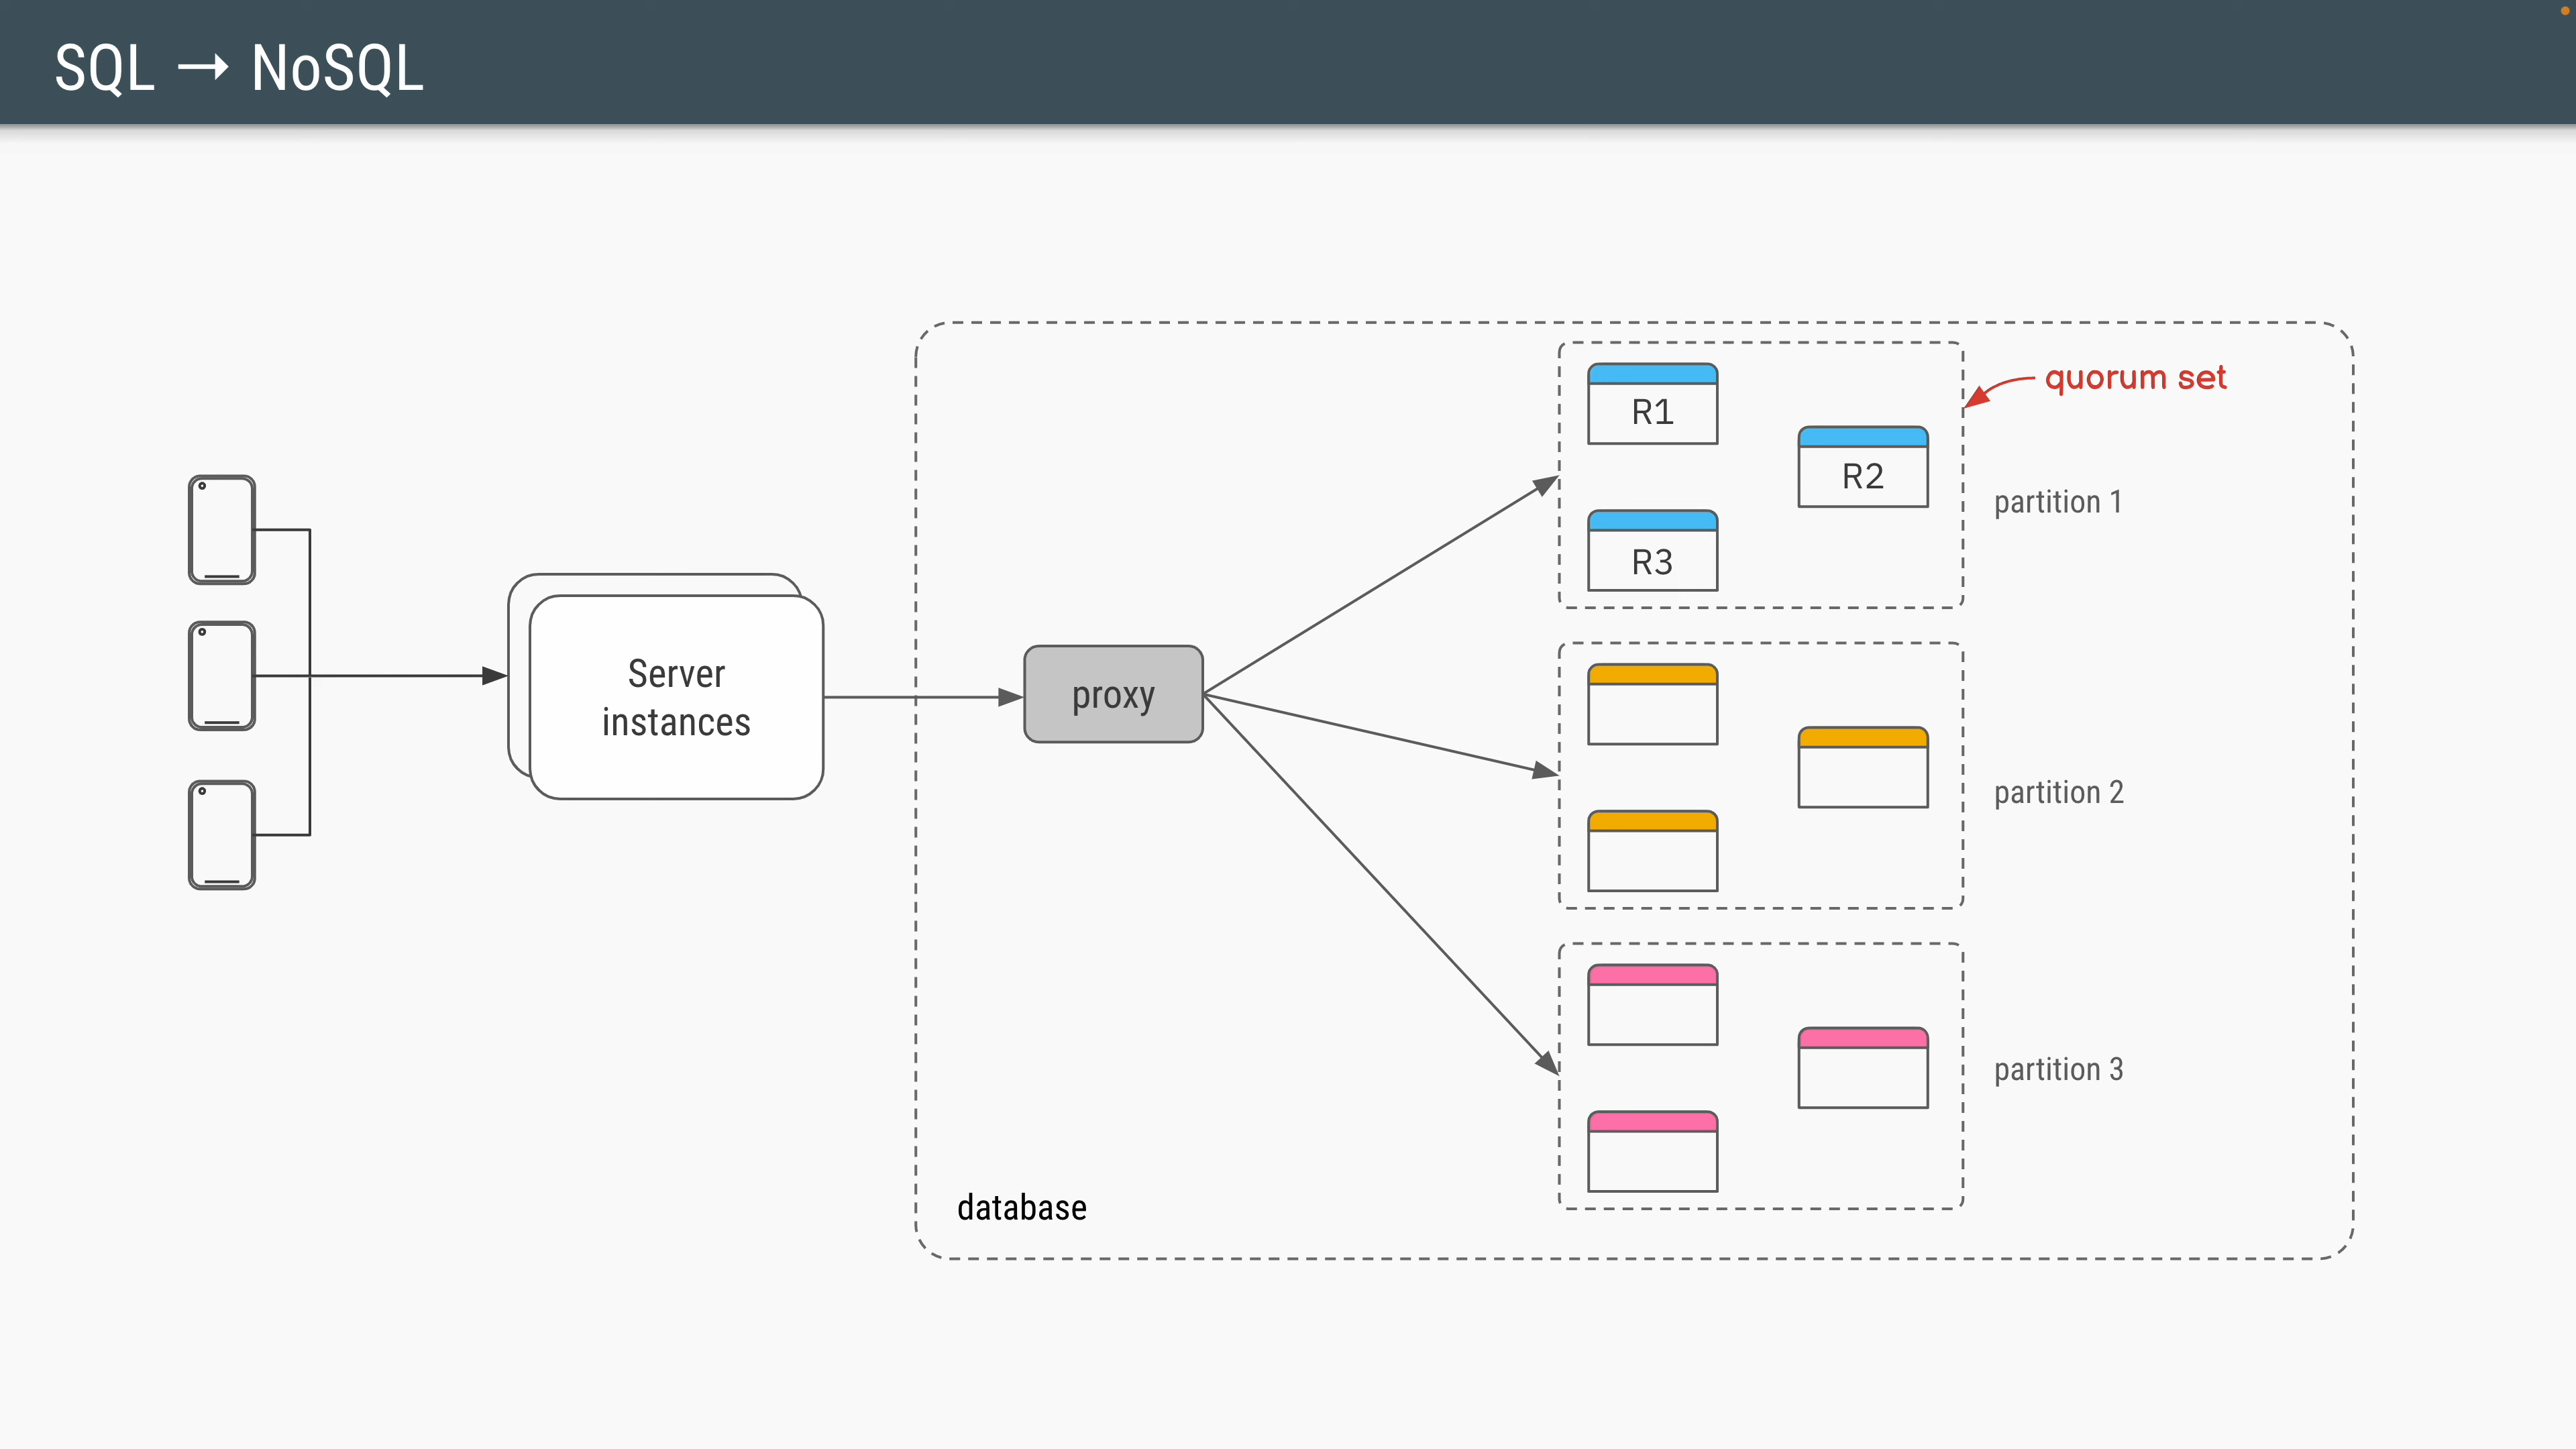 SQL → NoSQL
quorum set
R1
R2
partition 1
R3
Server
instances
proxy
partition 2
partition 3
database